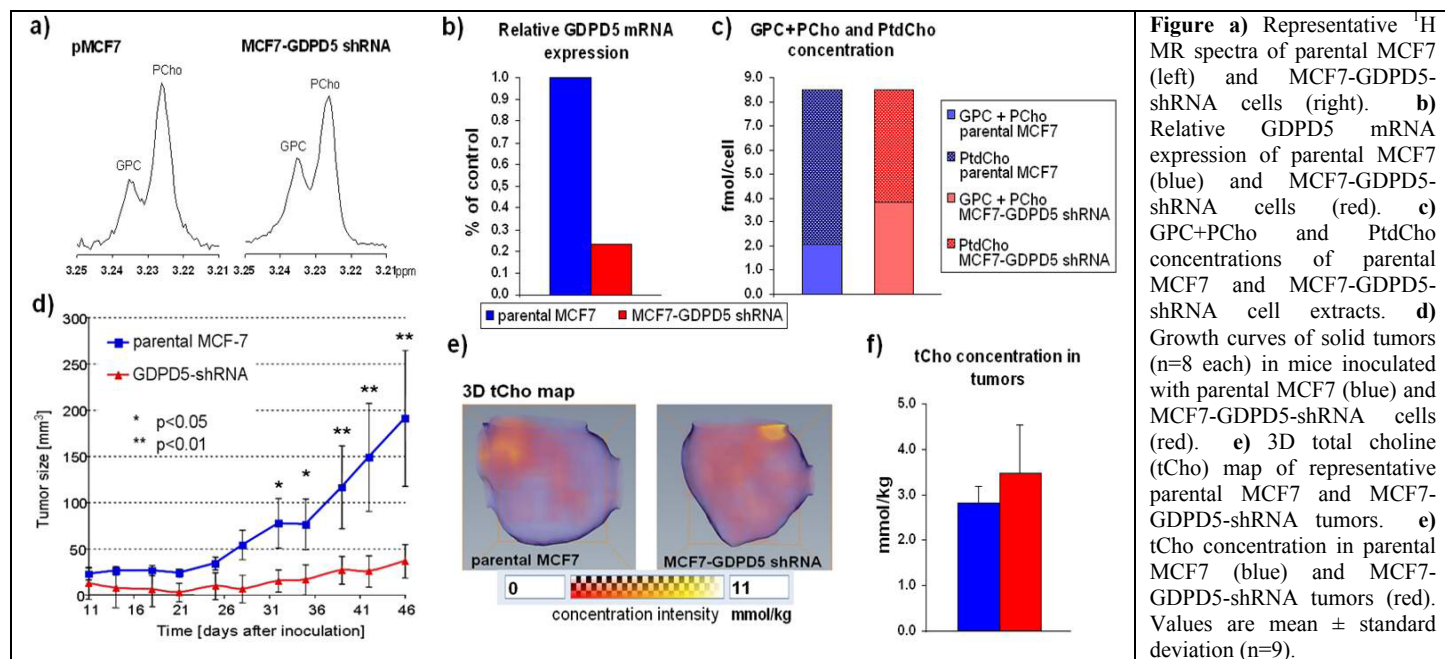 a)
pMCF7
MCF7-GDPD5 shRNA
PCho
GPC
PCho
GPC
3.25 3.24 3.23 3.22 3.21
3.25 3.24 3.23 3.22 3.21 ppm
b)
Relative GDPD5 mRNA
expression
% of control
1.0
0.9
0.8
0.7
0.6
0.5
0.4
0.3
0.2
0.1
0.0
c)
GPC+PCho and PtdCho
concentration
fmol/cell
9.0
8.0
7.0
6.0
5.0
4.0
3.0
2.0
1.0
0.0
GPC + PCho
parental MCF7
PtdCho
parental MCF7
GPC + PCho
MCF7-GDPD5 shRNA
PtdCho
MCF7-GDPD5 shRNA
parental MCF7 MCF7-GDPD5 shRNA
d)
Tumor size [mm³]
300
250
200
150
100
50
0
parental MCF-7
GDPD5-shRNA
* p<0.05
** p<0.01
*
*
**
**
**
11 16 21 26 31 36 41 46
Time [days after inoculation]
e)
3D tCho map
parental MCF7
MCF7-GDPD5 shRNA
0 11
concentration intensity mmol/kg
f)
tCho concentration in
tumors
mmol/kg
5.0
4.0
3.0
2.0
1.0
0.0
Figure a) Representative ¹H
MR spectra of parental MCF7
(left) and MCF7-GDPD5-
shRNA cells (right). b)
Relative GDPD5 mRNA
expression of parental MCF7
(blue) and MCF7-GDPD5-
shRNA cells (red). c)
GPC+PCho and PtdCho
concentrations of parental
MCF7 and MCF7-GDPD5-
shRNA cell extracts. d)
Growth curves of solid tumors
(n=8 each) in mice inoculated
with parental MCF7 (blue) and
MCF7-GDPD5-shRNA cells
(red). e) 3D total choline
(tCho) map of representative
parental MCF7 and MCF7-
GDPD5-shRNA tumors. e)
tCho concentration in parental
MCF7 (blue) and MCF7-
GDPD5-shRNA tumors (red).
Values are mean ± standard
deviation (n=9).